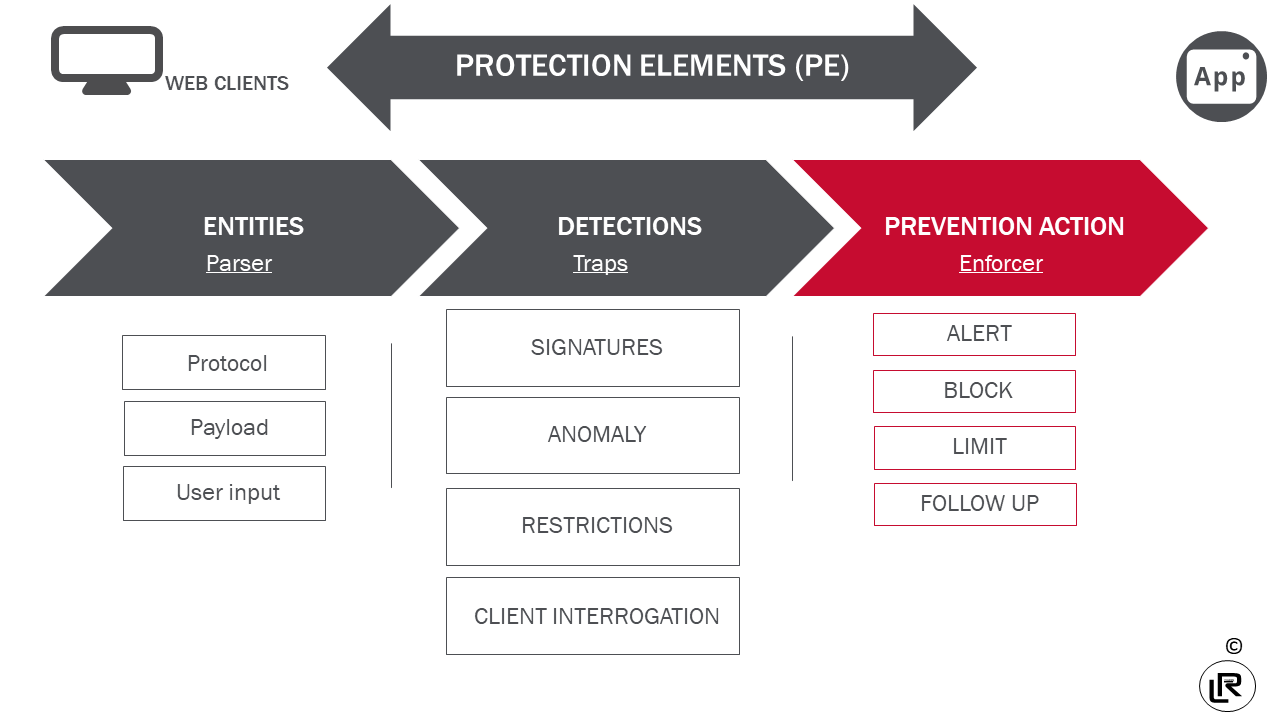 WEB CLIENTS
PROTECTION ELEMENTS (PE)
App
ENTITIES
Parser
DETECTIONS
Traps
PREVENTION ACTION
Enforcer
Protocol
Payload
User input
SIGNATURES
ANOMALY
RESTRICTIONS
CLIENT INTERROGATION
ALERT
BLOCK
LIMIT
FOLLOW UP
©
LR